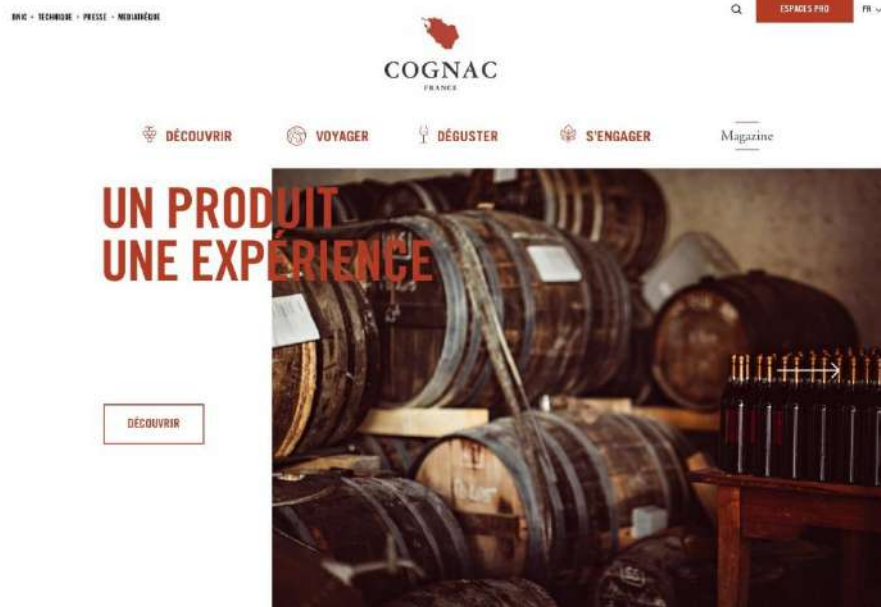 BNIC • TECHNIQUE • PRESSE • MÉDIATHÈQUE
ESPACES PRO
FR
COGNAC
FRANCE
DÉCOUVRIR
VOYAGER
DÉGUSTER
S'ENGAGER
Magazine
UN PRODUIT
UNE EXPÉRIENCE
DÉCOUVRIR